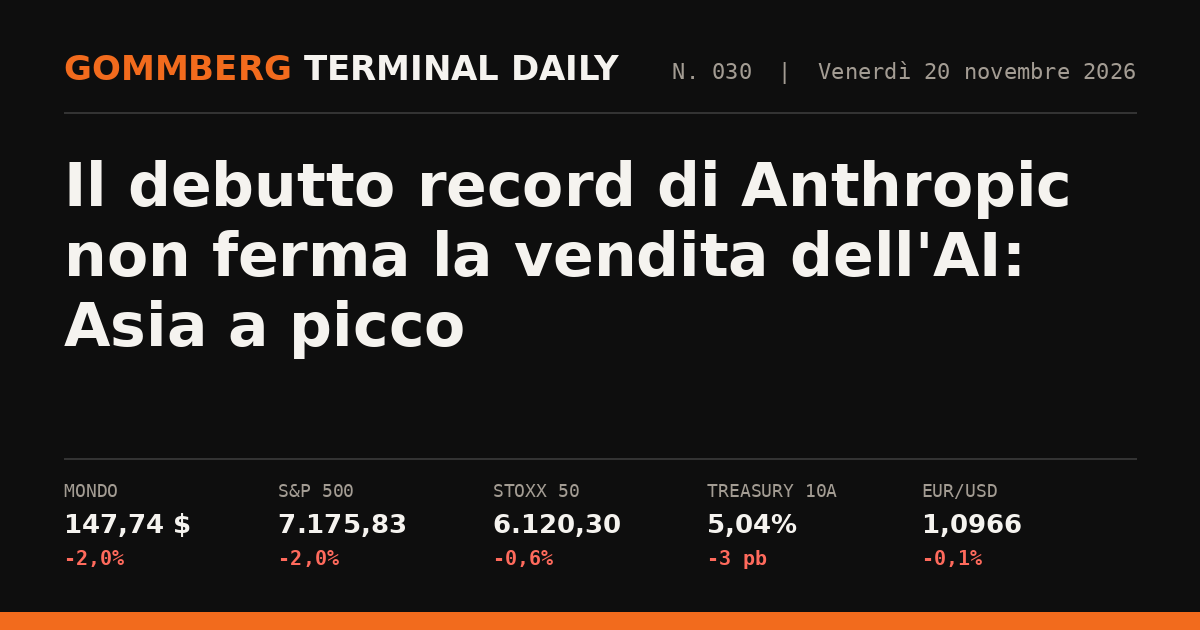 GOMMBERG TERMINAL DAILY N. 030 | Venerdì 20 novembre 2026
Il debutto record di Anthropic
non ferma la vendita dell'AI:
Asia a picco
MONDO S&P 500 STOXX 50 TREASURY 10A EUR/USD
147,74 $ 7.175,83 6.120,30 5,04% 1,0966
-2,0% -2,0% -0,6% -3 pb -0,1%